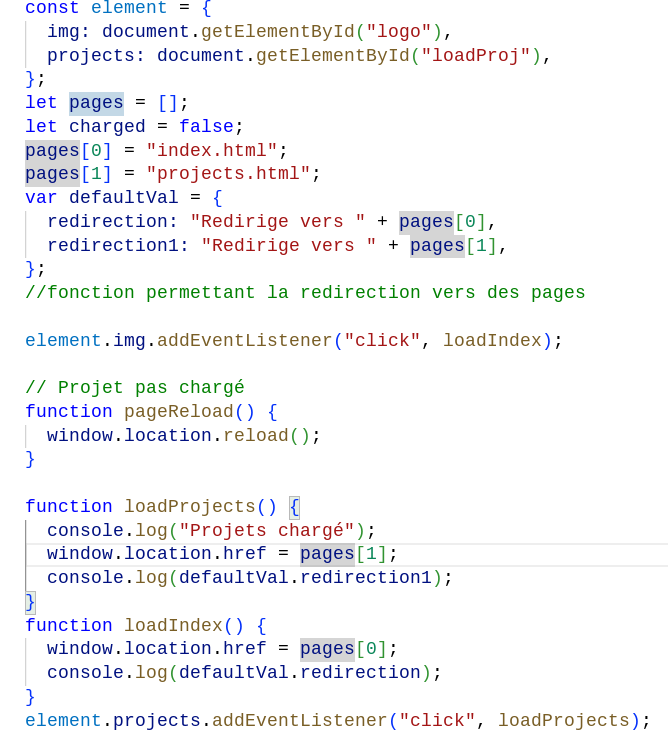 const element = {
  img: document.getElementById("logo"),
  projects: document.getElementById("loadProj"),
};
let pages = [];
let charged = false;
pages[0] = "index.html";
pages[1] = "projects.html";
var defaultVal = {
  redirection: "Redirige vers " + pages[0],
  redirection1: "Redirige vers " + pages[1],
};
//fonction permettant la redirection vers des pages
element.img.addEventListener("click", loadIndex);
// Projet pas chargé
function pageReload() {
  window.location.reload();
}
function loadProjects() {
  console.log("Projets chargé");
  window.location.href = pages[1];
  console.log(defaultVal.redirection1);
}
function loadIndex() {
  window.location.href = pages[0];
  console.log(defaultVal.redirection);
}
element.projects.addEventListener("click", loadProjects);